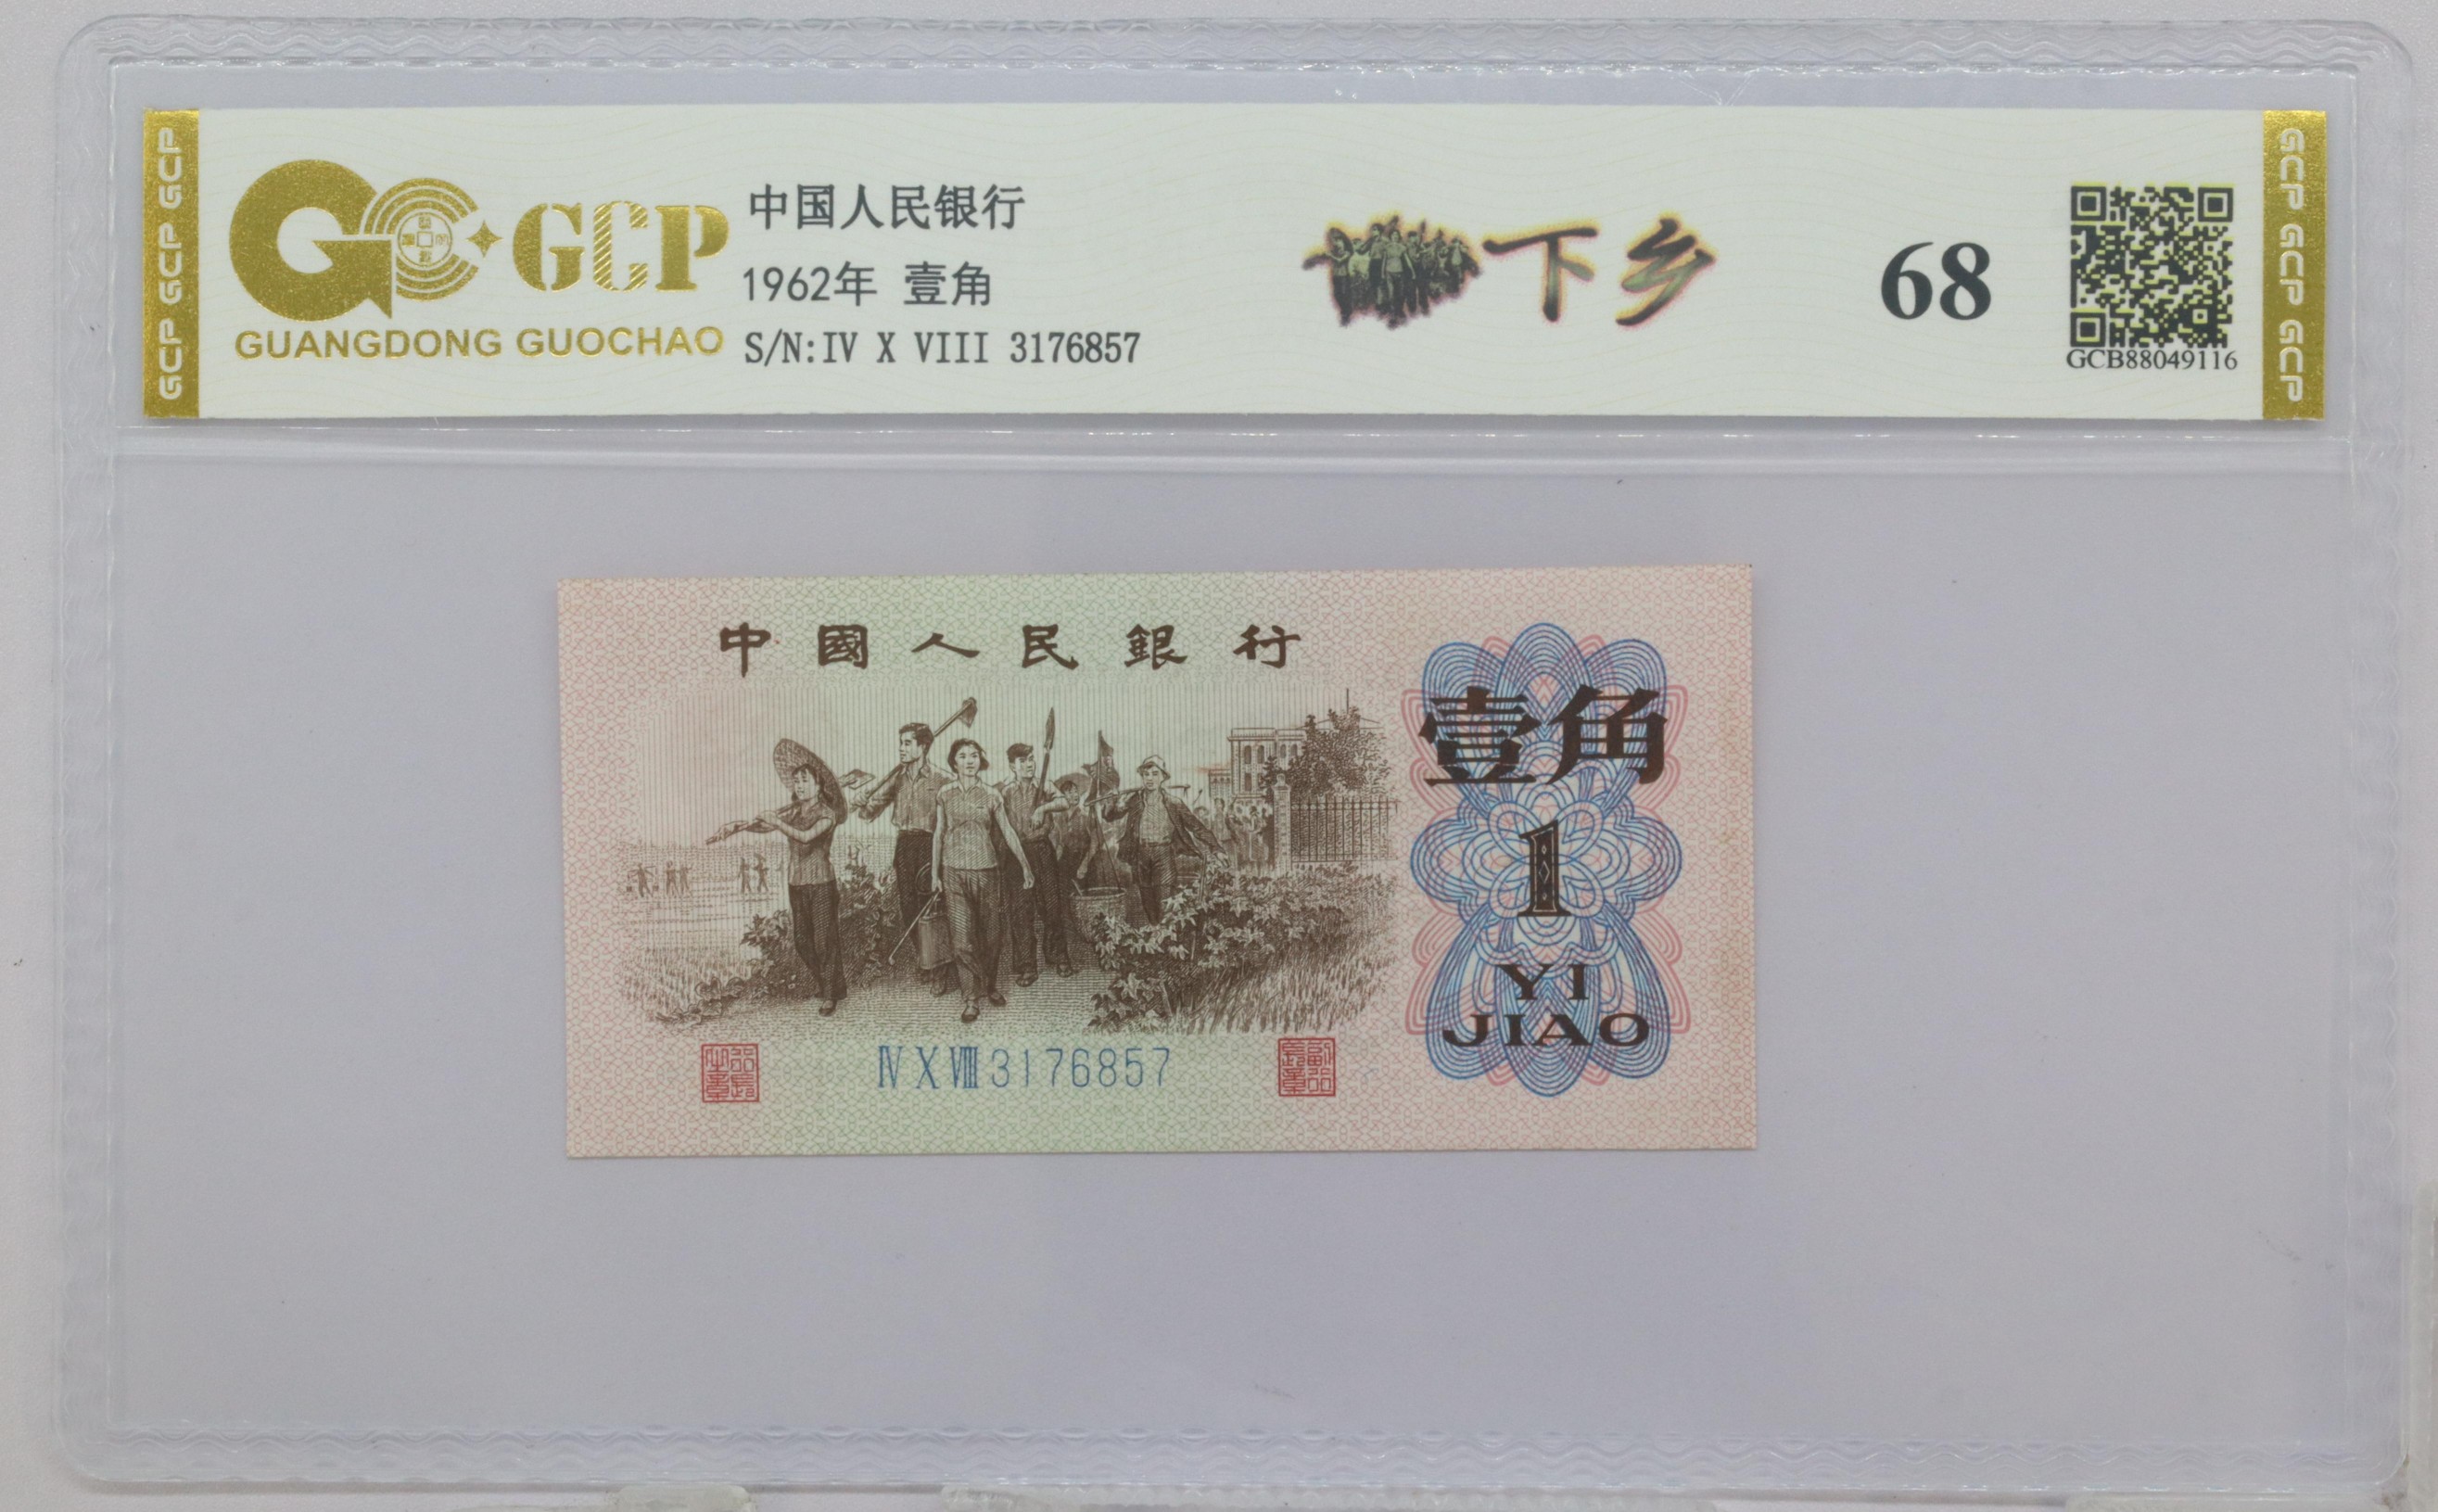 GCP GCP GCP
GCP
GUANGDONG GUOCHAO
中国人民银行
1962年 壹角
S/N:IV X VIII 3176857
下乡
68
GCB88049116
GCP GCP GCP
中國人民銀行
壹角
1
YI
JIAO
ⅣⅩⅧ3176857